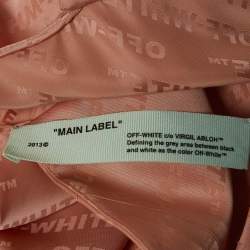 OFF-WHITE™
"MAIN LABEL"
2013©
OFF-WHITE c/o VIRGIL ABLOH™
Defining the grey area between black
and white as the color Off-White™